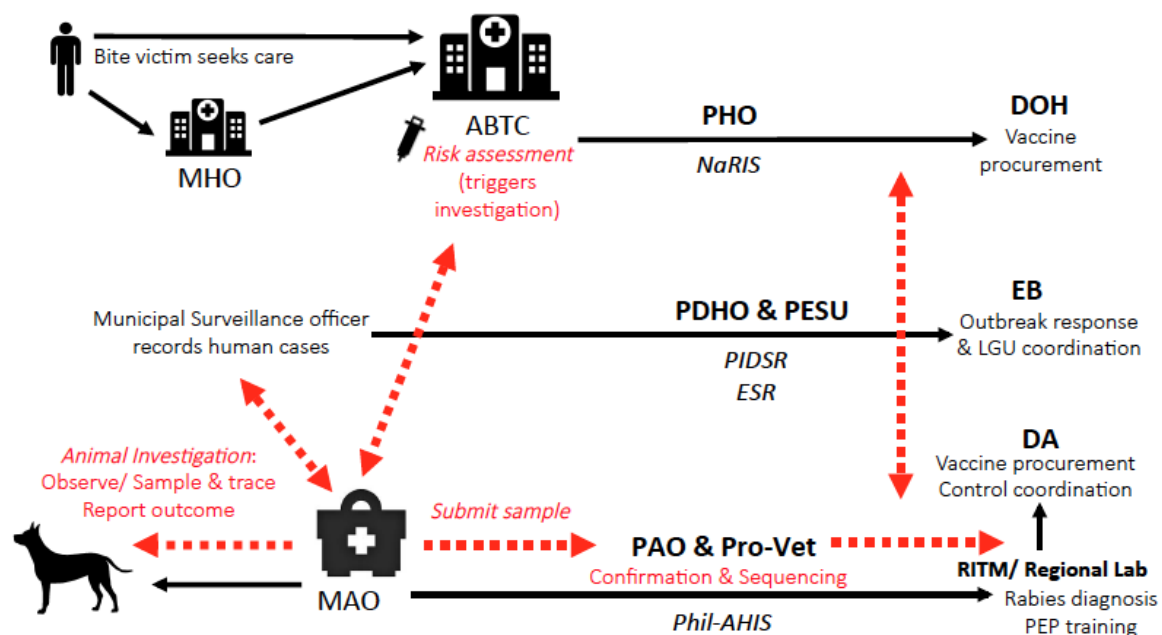 Bite victim seeks care
MHO
ABTC
Risk assessment
(triggers
investigation)
PHO
NaRIS
DOH
Vaccine
procurement
Municipal Surveillance officer
records human cases
PDHO & PESU
PIDSR
ESR
EB
Outbreak response
& LGU coordination
Animal Investigation:
Observe/ Sample & trace
Report outcome
MAO
Submit sample
PAO & Pro-Vet
Confirmation & Sequencing
Phil-AHIS
DA
Vaccine procurement
Control coordination
RITM/ Regional Lab
Rabies diagnosis
PEP training